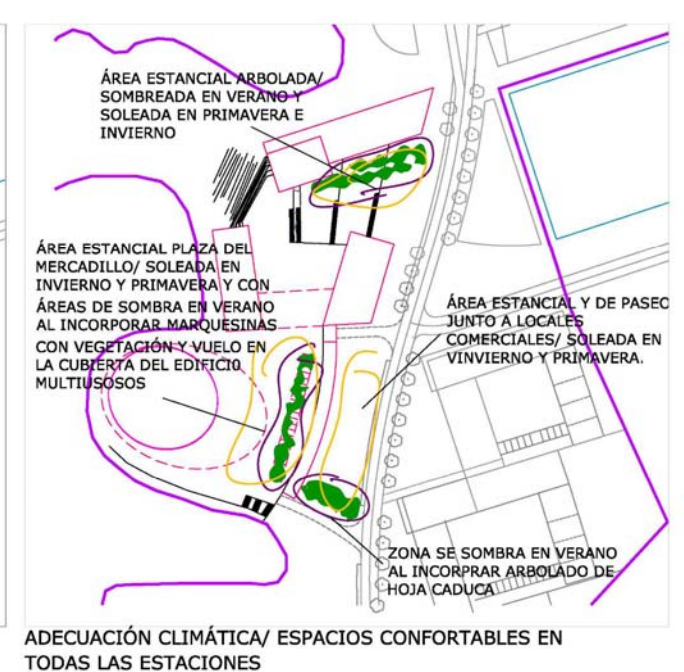 ÁREA ESTANCIAL ARBOLADA/
SOMBREADA EN VERANO Y
SOLEADA EN PRIMAVERA E
INVIERNO
ÁREA ESTANCIAL PLAZA DEL
MERCADILLO/ SOLEADA EN
INVIERNO Y PRIMAVERA Y CON
ÁREAS DE SOMBRA EN VERANO
AL INCORPORAR MARQUESINAS
CON VEGETACIÓN Y VUELO EN
LA CUBIERTA DEL EDIFICIO
MULTIUSOSOS
ÁREA ESTANCIAL Y DE PASEO
JUNTO A LOCALES
COMERCIALES/ SOLEADA EN
VINVIERNO Y PRIMAVERA.
ZONA SE SOMBRA EN VERANO
AL INCORPRAR ARBOLADO DE
HOJA CADUCA
ADECUACIÓN CLIMÁTICA/ ESPACIOS CONFORTABLES EN
TODAS LAS ESTACIONES